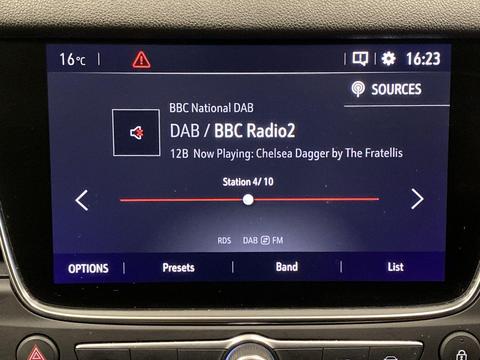 16°C
16:23
SOURCES
BBC National DAB
DAB / BBC Radio2
12B Now Playing: Chelsea Dagger by The Fratellis
Station 4/10
RDS DAB FM
OPTIONS Presets Band List